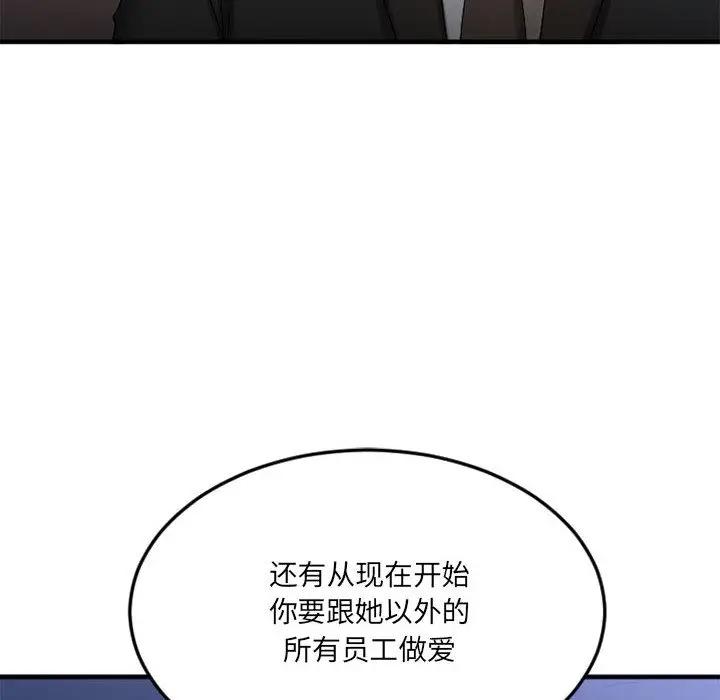 还有从现在开始
你要跟她以外的
所有员工做爱